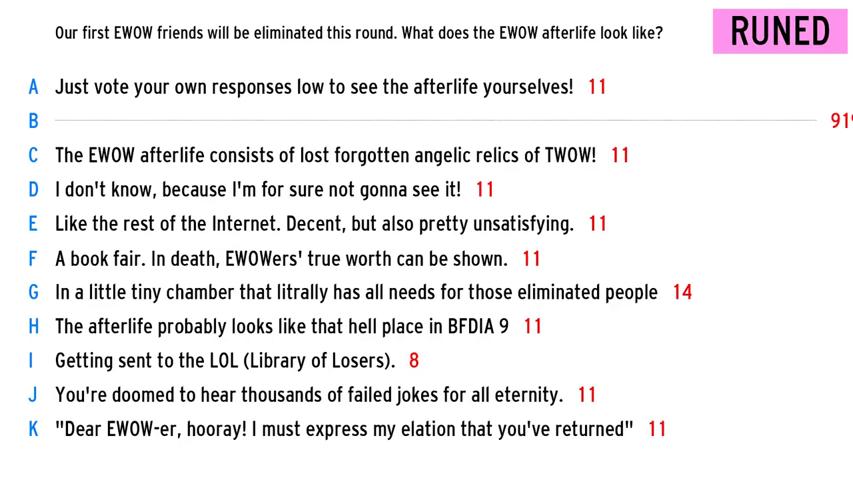 Our first EWOW friends will be eliminated this round. What does the EWOW afterlife look like?
RUNED
A Just vote your own responses low to see the afterlife yourselves! 11
B
C The EWOW afterlife consists of lost forgotten angelic relics of TWOW! 11
D I don't know, because I'm for sure not gonna see it! 11
E Like the rest of the Internet. Decent, but also pretty unsatisfying. 11
F A book fair. In death, EWOWers' true worth can be shown. 11
G In a little tiny chamber that litrally has all needs for those eliminated people 14
H The afterlife probably looks like that hell place in BFDIA 9 11
I Getting sent to the LOL (Library of Losers). 8
J You're doomed to hear thousands of failed jokes for all eternity. 11
K "Dear EWOW-er, hooray! I must express my elation that you've returned" 11